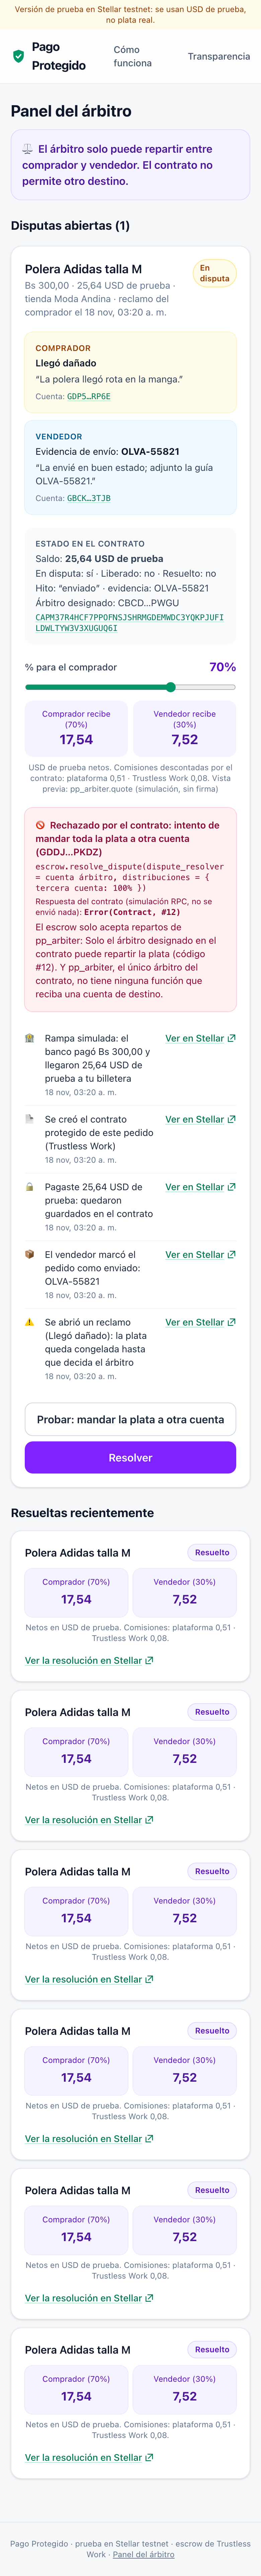 Versión de prueba en Stellar testnet: se usan USD de prueba,
no plata real.
Pago
Protegido
Cómo
funciona
Transparencia
Panel del árbitro
El árbitro solo puede repartir entre
comprador y vendedor. El contrato no
permite otro destino.
Disputas abiertas (1)
Polera Adidas talla M
En
disputa
Bs 300,00 · 25,64 USD de prueba ·
tienda Moda Andina · reclamo del
comprador el 18 nov, 03:20 a. m.
COMPRADOR
Llegó dañado
“La polera llegó rota en la manga.”
Cuenta: GDP5…RP6E
VENDEDOR
Evidencia de envío: OLVA-55821
“La envié en buen estado; adjunto la guía
OLVA-55821.”
Cuenta: GBCK…3TJB
ESTADO EN EL CONTRATO
Saldo: 25,64 USD de prueba
En disputa: sí · Liberado: no · Resuelto: no
Hito: “enviado” · evidencia: OLVA-55821
Árbitro designado: CBCD…PWGU
CAPM37R4HCF7PPOFNSJSHRMGDEMWDC3YQKPJUFI
LDWLTYW3V3XUGUQ6I
% para el comprador
70%
Comprador recibe
(70%)
17,54
Vendedor recibe
(30%)
7,52
USD de prueba netos. Comisiones descontadas por el
contrato: plataforma 0,51 · Trustless Work 0,08. Vista
previa: pp_arbiter.quote (simulación, sin firma)
Rechazado por el contrato: intento de
mandar toda la plata a otra cuenta
(GDDJ...PKDZ)
escrow.resolve_dispute(dispute_resolver
= cuenta árbitro, distribuciones = {
tercera cuenta: 100% })
Respuesta del contrato (simulación RPC, no se
envió nada): Error(Contract, #12)
El escrow solo acepta repartos de
pp_arbiter: Solo el árbitro designado en el
contrato puede repartir la plata (código
#12). Y pp_arbiter, el único árbitro del
contrato, no tiene ninguna función que
reciba una cuenta de destino.
Rampa simulada: el
banco pagó Bs 300,00 y
llegaron 25,64 USD de
prueba a tu billetera
18 nov, 03:20 a. m.
Ver en Stellar
Se creó el contrato
protegido de este pedido
(Trustless Work)
18 nov, 03:20 a. m.
Ver en Stellar
Pagaste 25,64 USD de
prueba: quedaron
guardados en el contrato
18 nov, 03:20 a. m.
Ver en Stellar
El vendedor marcó el
pedido como enviado:
OLVA-55821
18 nov, 03:20 a. m.
Ver en Stellar
Se abrió un reclamo
(Llegó dañado): la plata
queda congelada hasta
que decida el árbitro
18 nov, 03:20 a. m.
Ver en Stellar
Probar: mandar la plata a otra cuenta
Resolver
Resueltas recientemente
Polera Adidas talla M
Resuelto
Comprador (70%)
17,54
Vendedor (30%)
7,52
Netos en USD de prueba. Comisiones: plataforma 0,51 ·
Trustless Work 0,08.
Ver la resolución en Stellar
Polera Adidas talla M
Resuelto
Comprador (70%)
17,54
Vendedor (30%)
7,52
Netos en USD de prueba. Comisiones: plataforma 0,51 ·
Trustless Work 0,08.
Ver la resolución en Stellar
Polera Adidas talla M
Resuelto
Comprador (70%)
17,54
Vendedor (30%)
7,52
Netos en USD de prueba. Comisiones: plataforma 0,51 ·
Trustless Work 0,08.
Ver la resolución en Stellar
Polera Adidas talla M
Resuelto
Comprador (70%)
17,54
Vendedor (30%)
7,52
Netos en USD de prueba. Comisiones: plataforma 0,51 ·
Trustless Work 0,08.
Ver la resolución en Stellar
Polera Adidas talla M
Resuelto
Comprador (70%)
17,54
Vendedor (30%)
7,52
Netos en USD de prueba. Comisiones: plataforma 0,51 ·
Trustless Work 0,08.
Ver la resolución en Stellar
Polera Adidas talla M
Resuelto
Comprador (70%)
17,54
Vendedor (30%)
7,52
Netos en USD de prueba. Comisiones: plataforma 0,51 ·
Trustless Work 0,08.
Ver la resolución en Stellar
Pago Protegido · prueba en Stellar testnet · escrow de Trustless
Work · Panel del árbitro